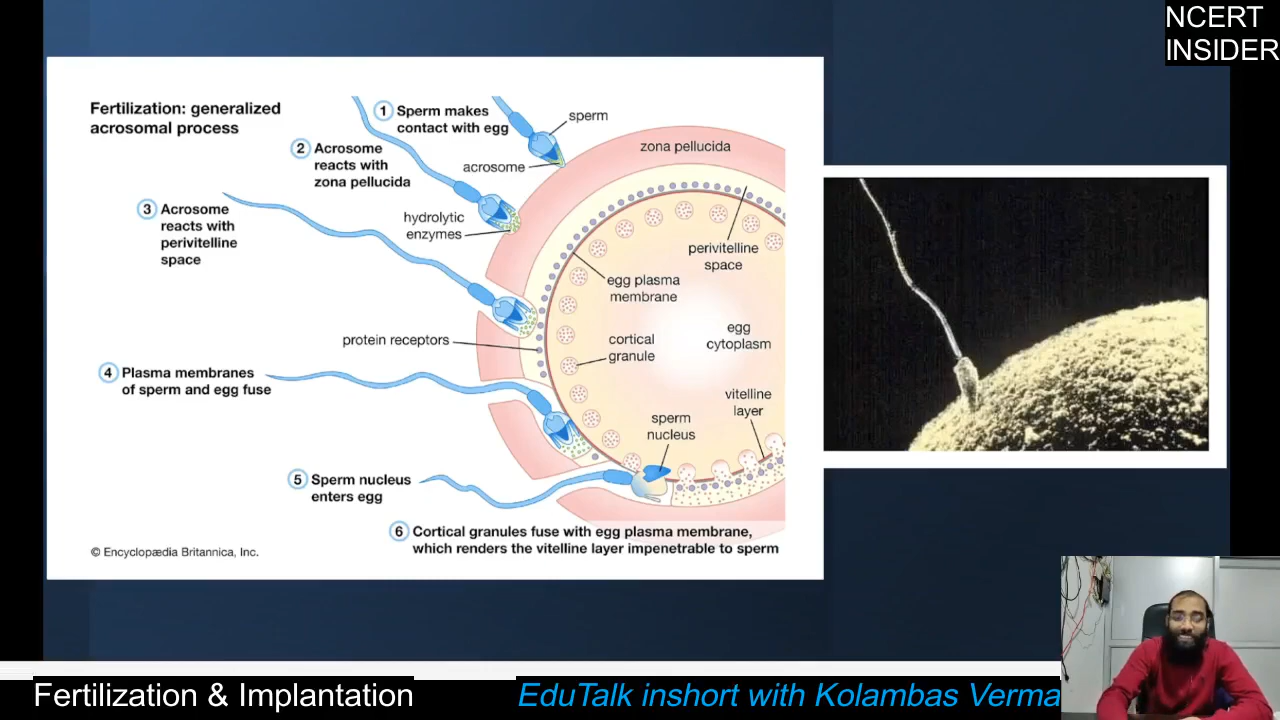 NCERT
INSIDER
Fertilization: generalized
acrosomal process
1 Sperm makes
contact with egg
sperm
acrosome
2 Acrosome
reacts with
zona pellucida
zona pellucida
hydrolytic
enzymes
3 Acrosome
reacts with
perivitelline
space
perivitelline
space
egg plasma
membrane
protein receptors
cortical
granule
egg
cytoplasm
4 Plasma membranes
of sperm and egg fuse
vitelline
layer
sperm
nucleus
5 Sperm nucleus
enters egg
6 Cortical granules fuse with egg plasma membrane,
which renders the vitelline layer impenetrable to sperm
© Encyclopædia Britannica, Inc.
Fertilization & Implantation
EduTalk inshort with Kolambas Verma